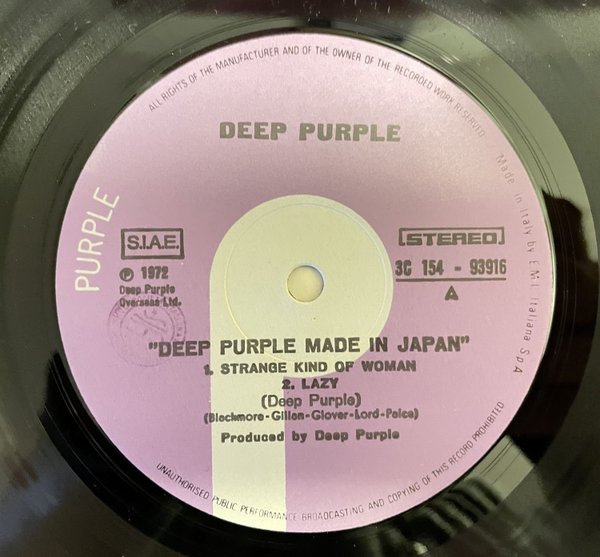 ALL RIGHTS OF THE MANUFACTURER AND OF THE OWNER OF THE RECORDED WORK RESERVED
DEEP PURPLE
PURPLE
Made in Italy by E.M.I. Italiana SpA
S.I.A.E.
STEREO
℗ 1972
3C 154 - 93916
Deep Purple
Overseas Ltd.
A
"DEEP PURPLE MADE IN JAPAN"
1. STRANGE KIND OF WOMAN
2. LAZY
(Deep Purple)
(Blackmore-Gillan-Glover-Lord-Paice)
Produced by Deep Purple
UNAUTHORISED PUBLIC PERFORMANCE BROADCASTING AND COPYING OF THIS RECORD PROHIBITED